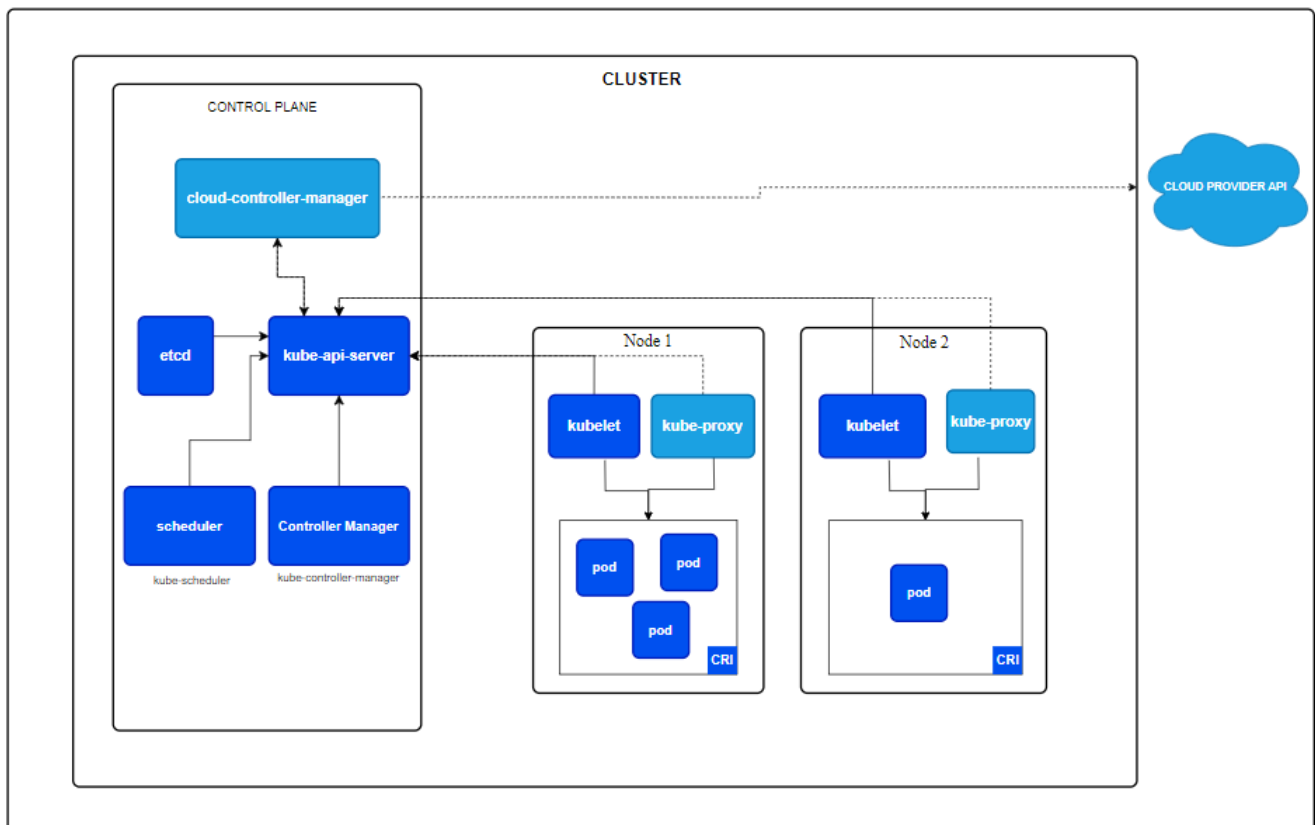 CLUSTER
CONTROL PLANE
cloud-controller-manager
CLOUD PROVIDER API
etcd
kube-api-server
scheduler
kube-scheduler
Controller Manager
kube-controller-manager
Node 1
kubelet
kube-proxy
pod
pod
pod
CRI
Node 2
kubelet
kube-proxy
pod
CRI